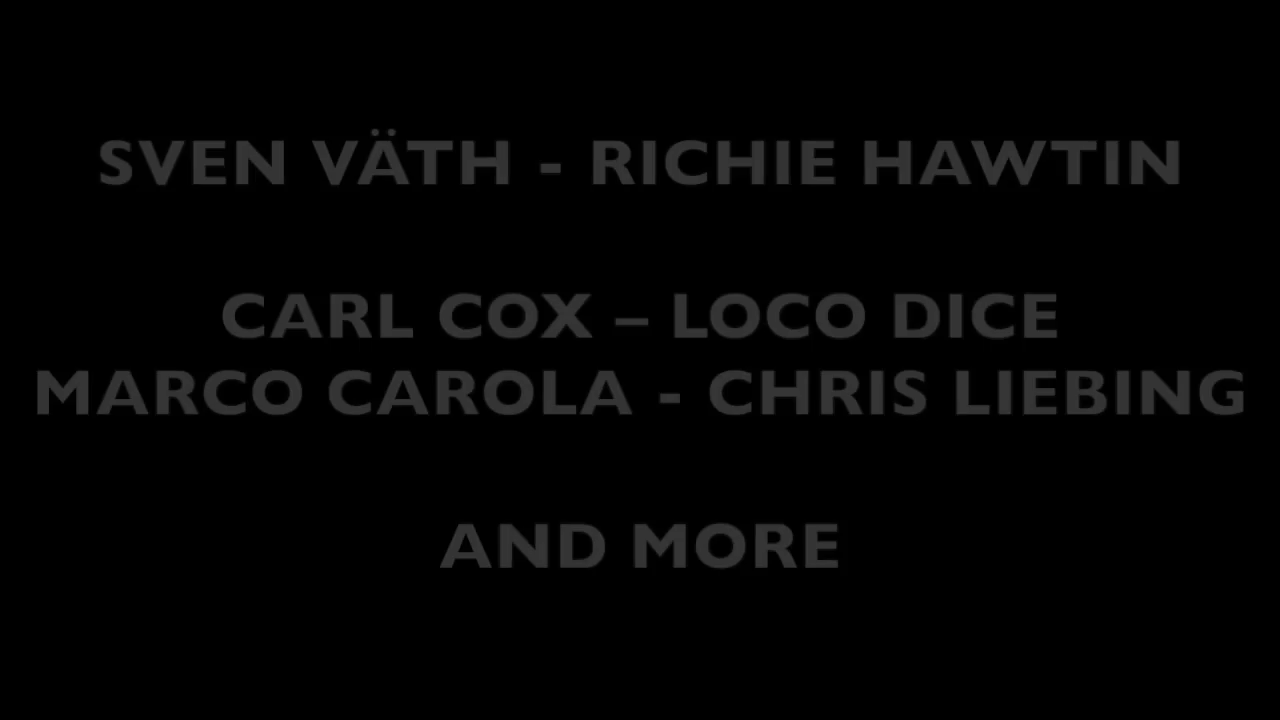 SVEN VÄTH - RICHIE HAWTIN
CARL COX – LOCO DICE
MARCO CAROLA - CHRIS LIEBING
AND MORE